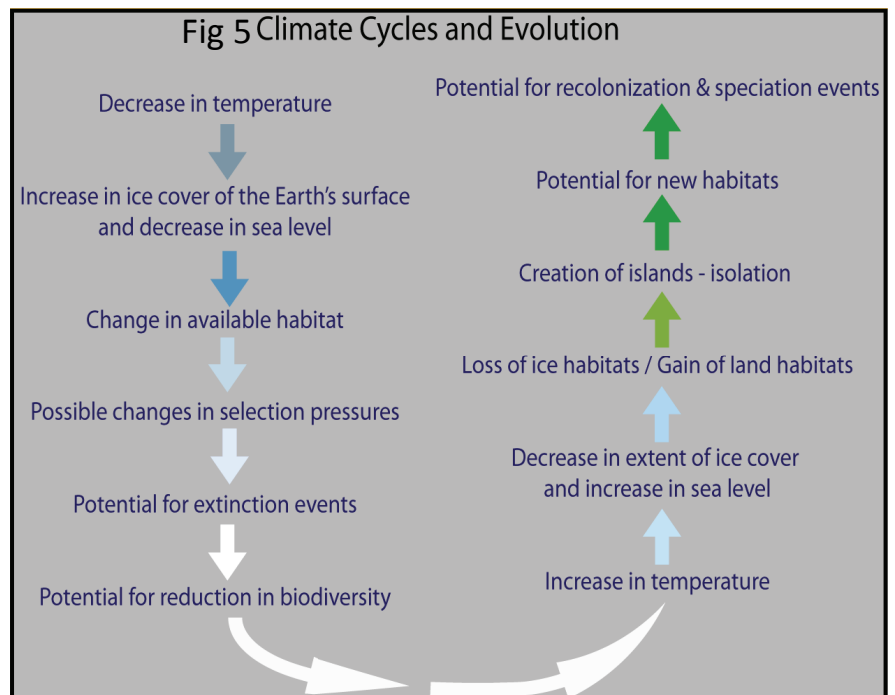 Fig 5 Climate Cycles and Evolution
Decrease in temperature
Increase in ice cover of the Earth's surface
and decrease in sea level
Change in available habitat
Possible changes in selection pressures
Potential for extinction events
Potential for reduction in biodiversity
Potential for recolonization & speciation events
Potential for new habitats
Creation of islands - isolation
Loss of ice habitats / Gain of land habitats
Decrease in extent of ice cover
and increase in sea level
Increase in temperature